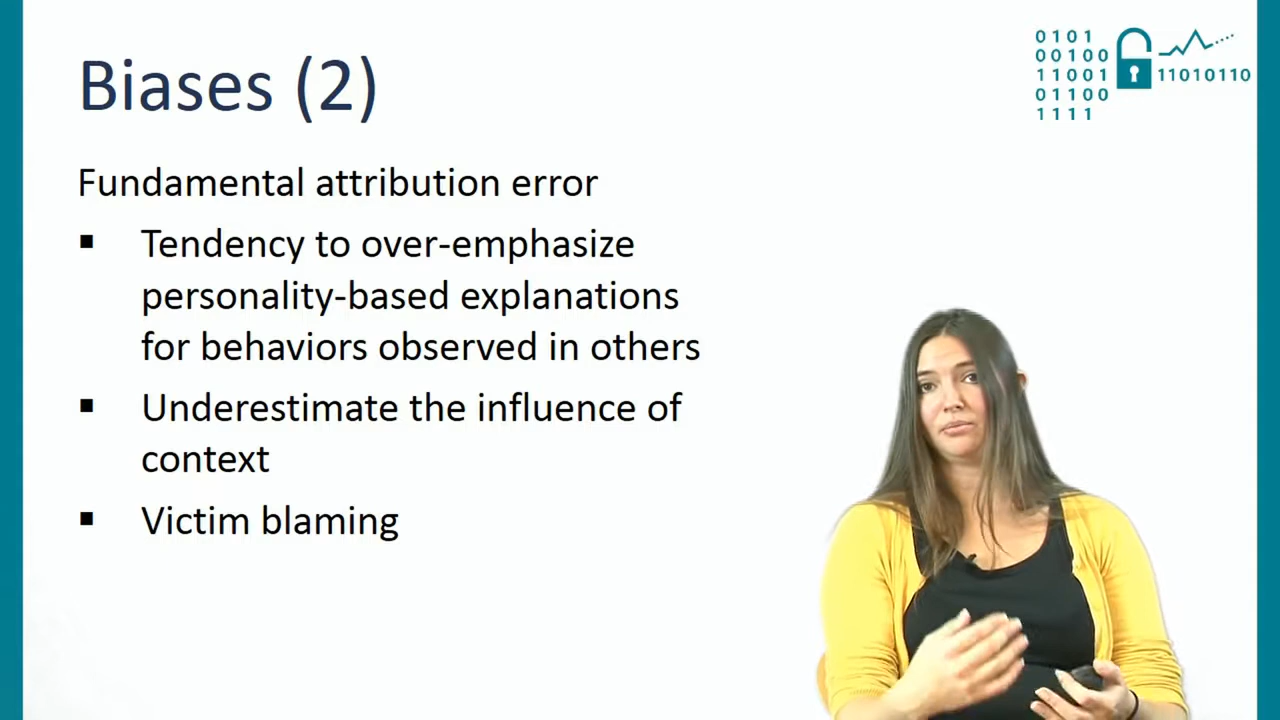 Biases (2)
0101
00100
11001
01100
1111
11010110
Fundamental attribution error
▪ Tendency to over-emphasize
personality-based explanations
for behaviors observed in others
▪ Underestimate the influence of
context
▪ Victim blaming